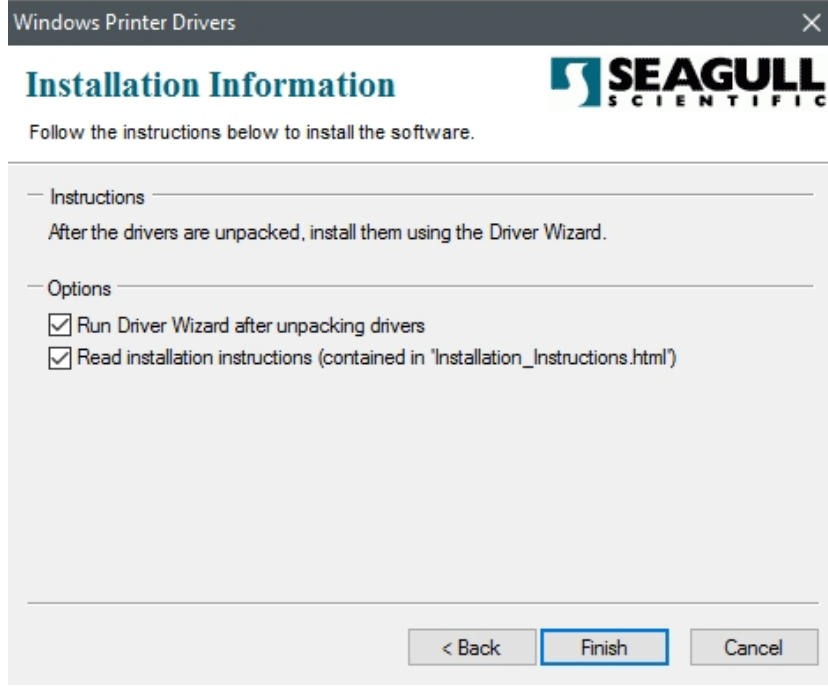 Windows Printer Drivers
Installation Information
SEAGULL
SCIENTIFIC
Follow the instructions below to install the software.
Instructions
After the drivers are unpacked, install them using the Driver Wizard.
Options
Run Driver Wizard after unpacking drivers
Read installation instructions (contained in 'Installation_Instructions.html')
< Back Finish Cancel